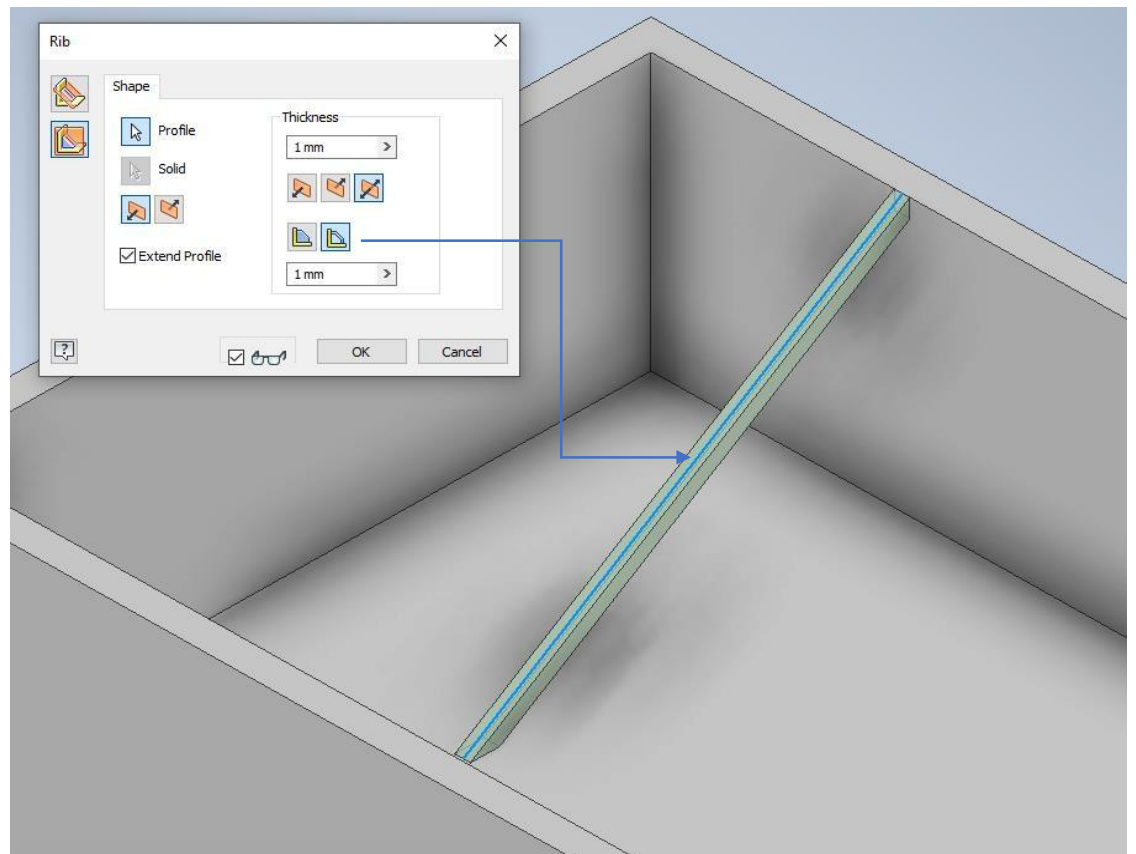 Rib
Shape
Profile
Solid
Extend Profile
Thickness
1 mm
1 mm
OK
Cancel